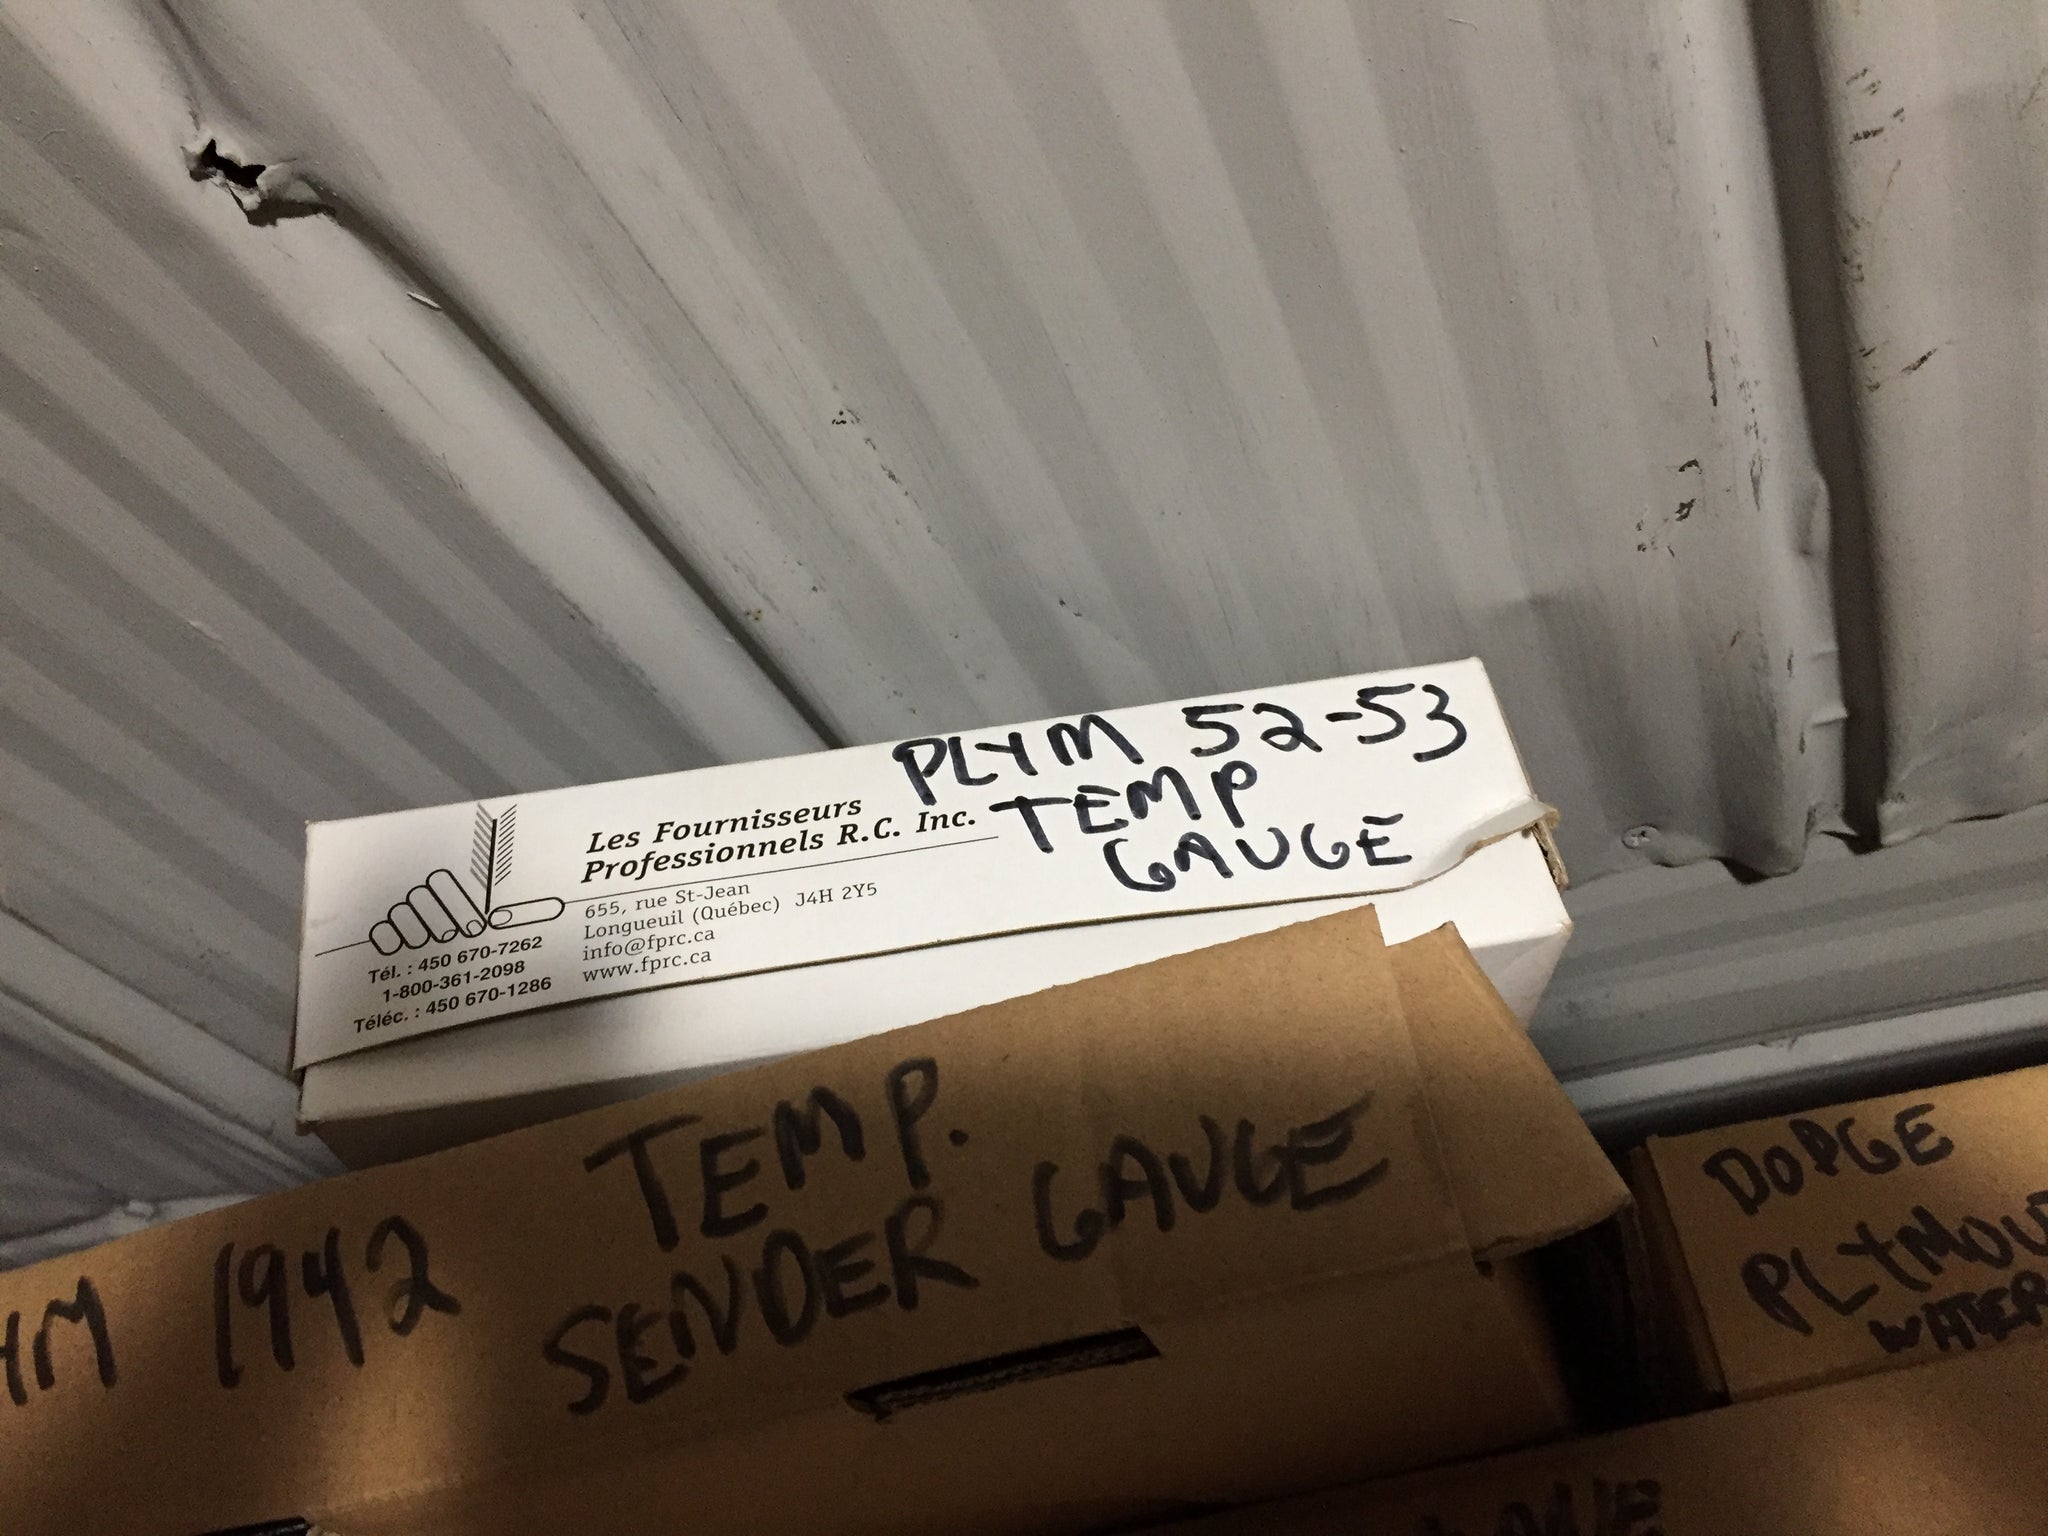 PLYM 52-53
TEMP
GAUGE
Les Fournisseurs
Professionnels R.C. Inc.
655, rue St-Jean
Longueuil (Québec) J4H 2Y5
info@fprc.ca
www.fprc.ca
Tél. : 450 670-7262
1-800-361-2098
Téléc. : 450 670-1286
YM 1942
TEMP.
SENDER GAUGE
DODGE
PLYMOU
WATER